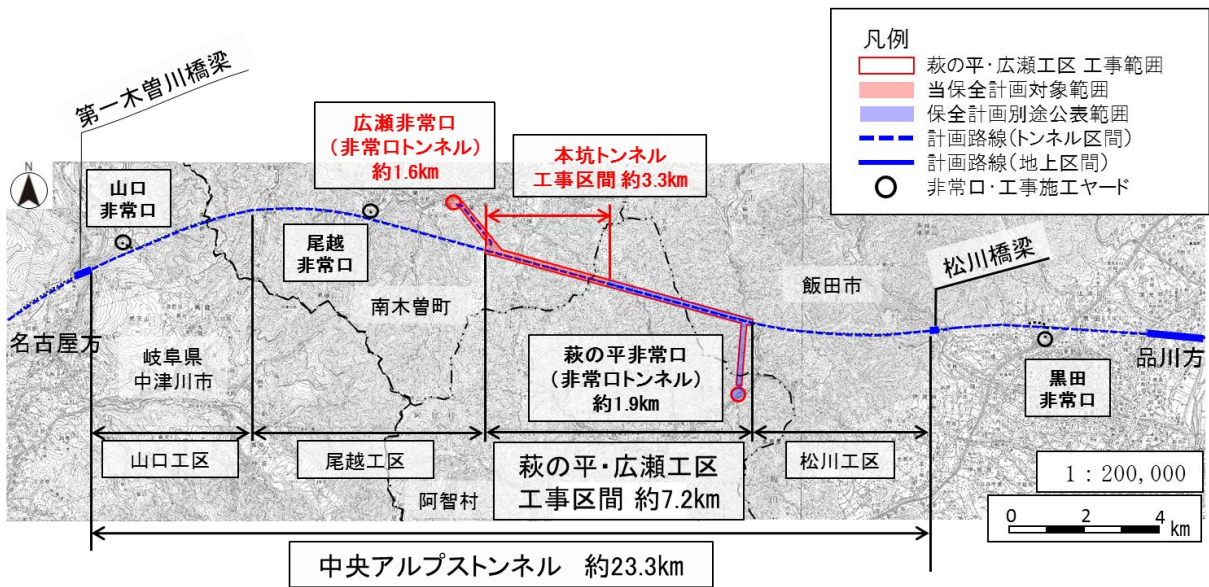 凡例
萩の平・広瀬工区 工事範囲
当保全計画対象範囲
保全計画別途公表範囲
計画路線(トンネル区間)
計画路線(地上区間)
非常口・工事施工ヤード
第一木曽川橋梁
N
山口
非常口
広瀬非常口
(非常口トンネル)
約1.6km
本坑トンネル
工事区間 約3.3km
尾越
非常口
南木曽町
飯田市
松川橋梁
名古屋方
岐阜県
中津川市
萩の平非常口
(非常口トンネル)
約1.9km
品川方
黒田
非常口
山口工区
尾越工区
萩の平・広瀬工区
工事区間 約7.2km
松川工区
阿智村
1:200,000
0 2 4
km
中央アルプストンネル 約23.3km